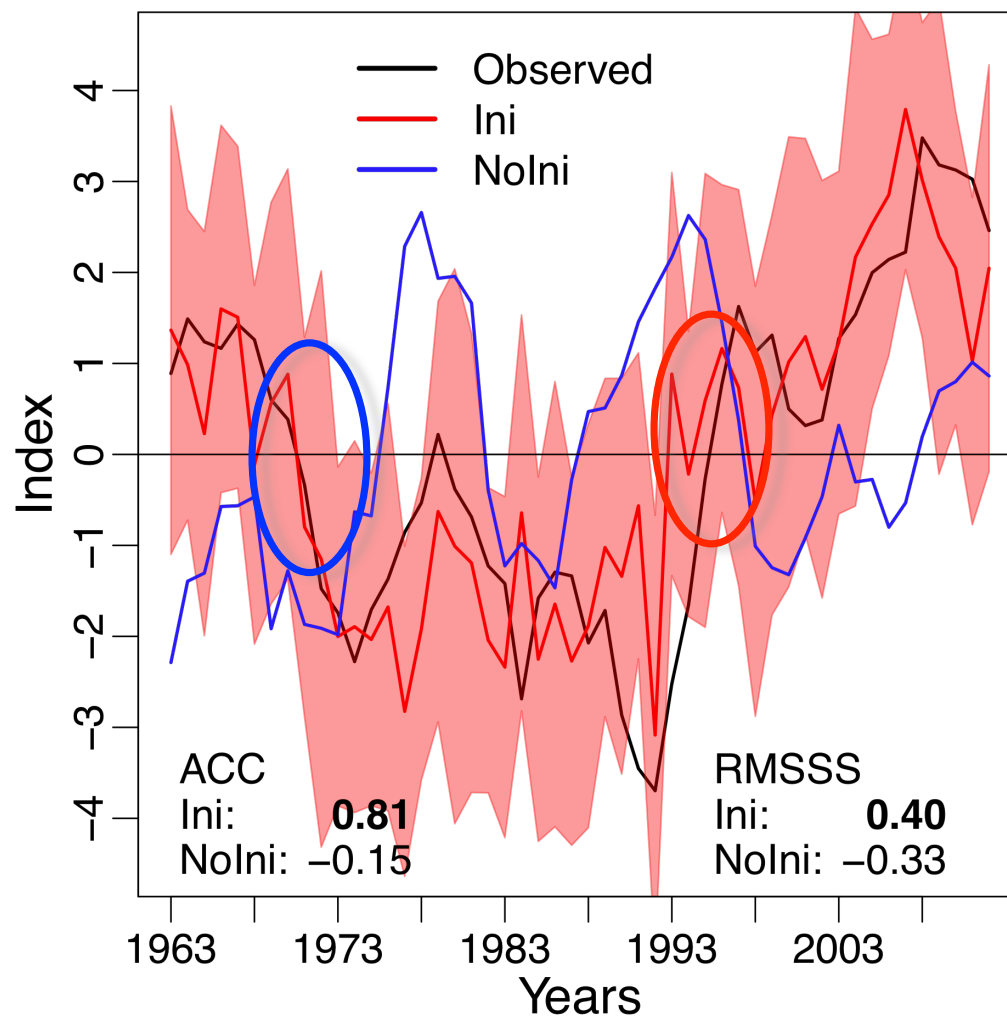 Observed
Ini
NoIni
4
3
2
1
0
−1
−2
−3
−4
Index
ACC
Ini: 0.81
NoIni: −0.15
RMSSS
Ini: 0.40
NoIni: −0.33
1963 1973 1983 1993 2003
Years